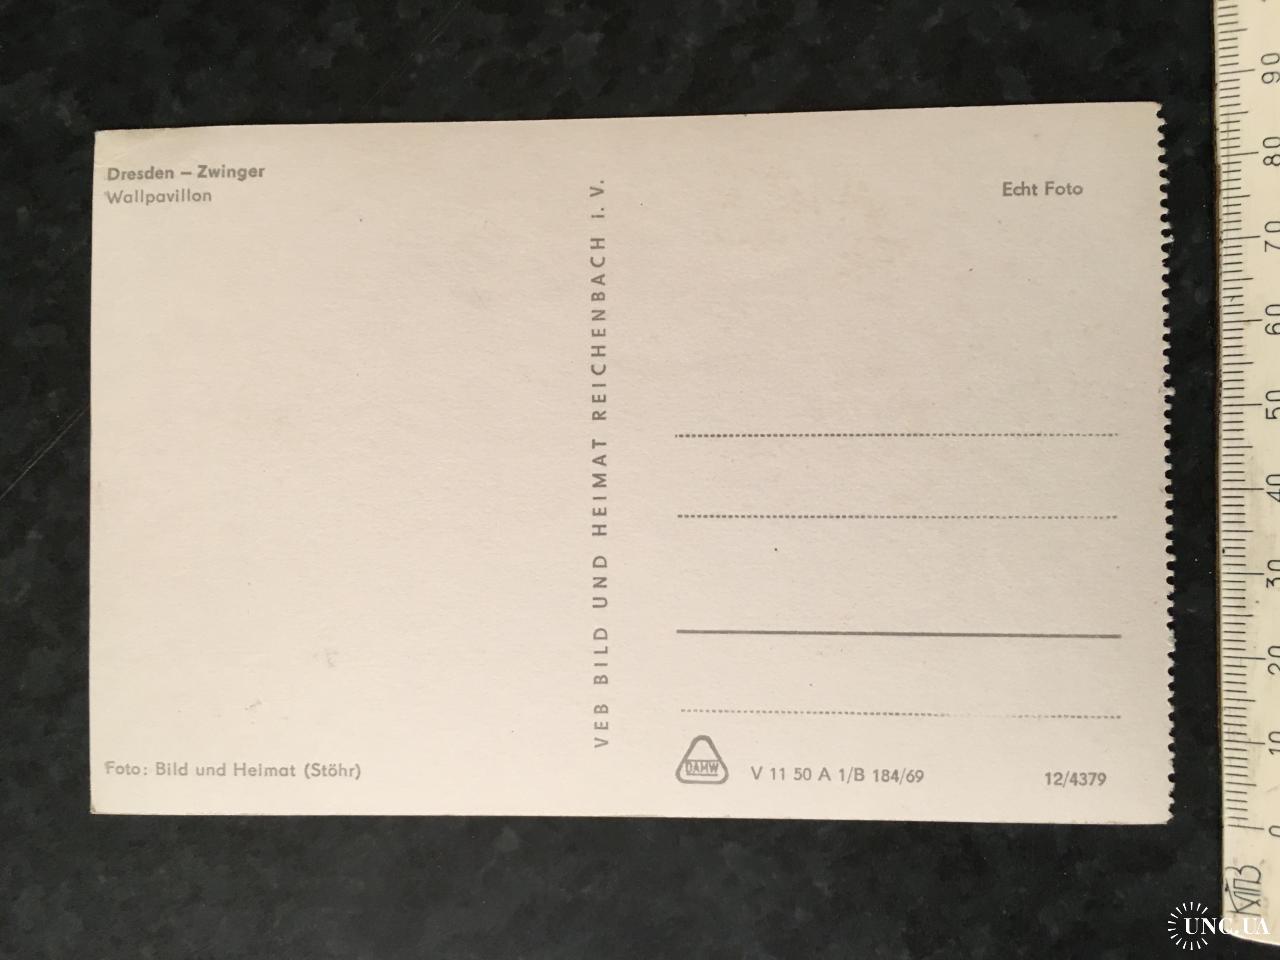 Dresden – Zwinger
Wallpavillon
Echt Foto
VEB BILD UND HEIMAT REICHENBACH i. V.
Foto: Bild und Heimat (Stöhr)
DAMW
V 11 50 A 1/B 184/69
12/4379
90
80
70
60
50
40
30
20
10
0
UNC.UA